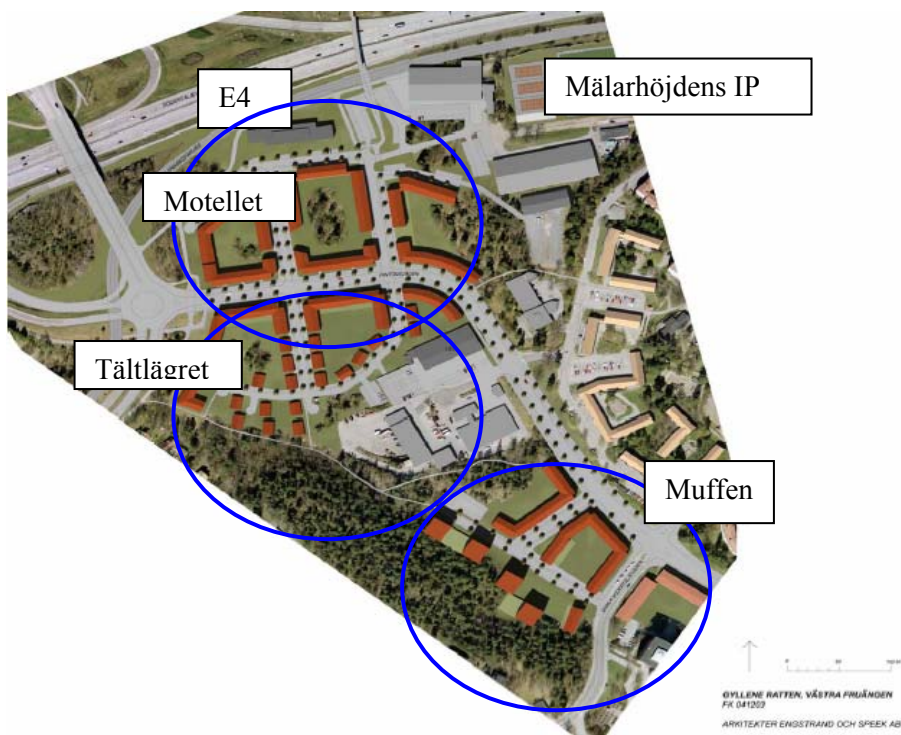 E4
Mälarhöjdens IP
Motellet
Tältlägret
Muffen
GYLLENE RATTEN, VÄSTRA FRUÄNGEN
FK 041203
ARKITEKTER ENGSTRAND OCH SPEEK AB